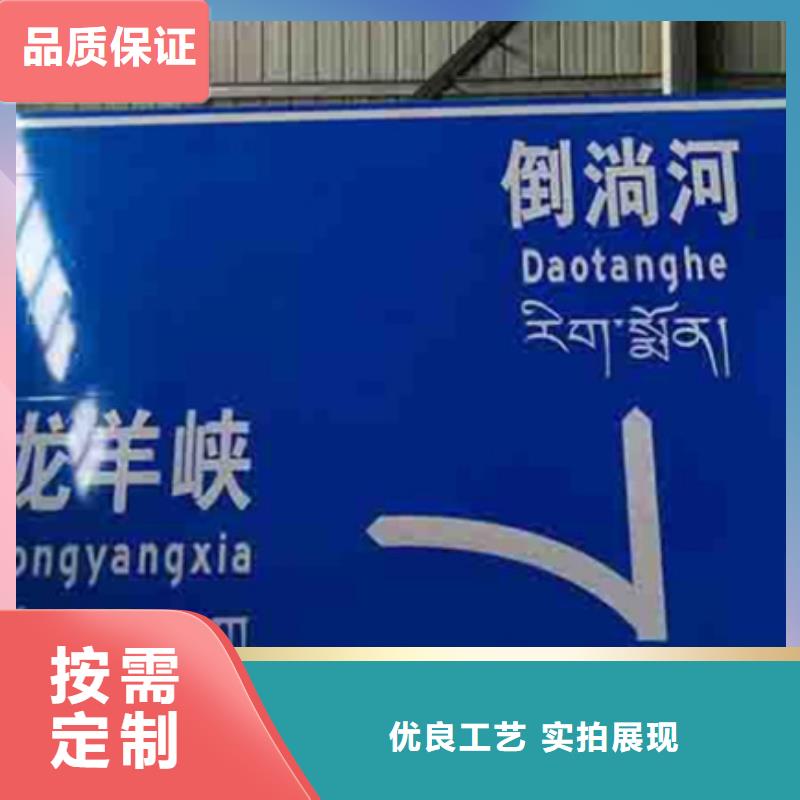 品质保证
倒淌河
Daotanghe
རིག་སྨོན།
龙羊峡
ongyangxia
按需
定制
优良工艺 实拍展现